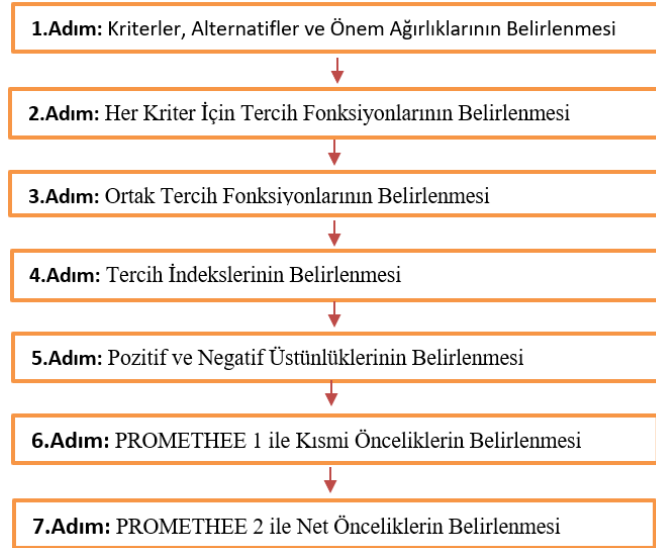 1.Adım: Kriterler, Alternatifler ve Önem Ağırlıklarının Belirlenmesi
2.Adım: Her Kriter İçin Tercih Fonksiyonlarının Belirlenmesi
3.Adım: Ortak Tercih Fonksiyonlarının Belirlenmesi
4.Adım: Tercih İndekslerinin Belirlenmesi
5.Adım: Pozitif ve Negatif Üstünlüklerinin Belirlenmesi
6.Adım: PROMETHEE 1 ile Kısmi Önceliklerin Belirlenmesi
7.Adım: PROMETHEE 2 ile Net Önceliklerin Belirlenmesi